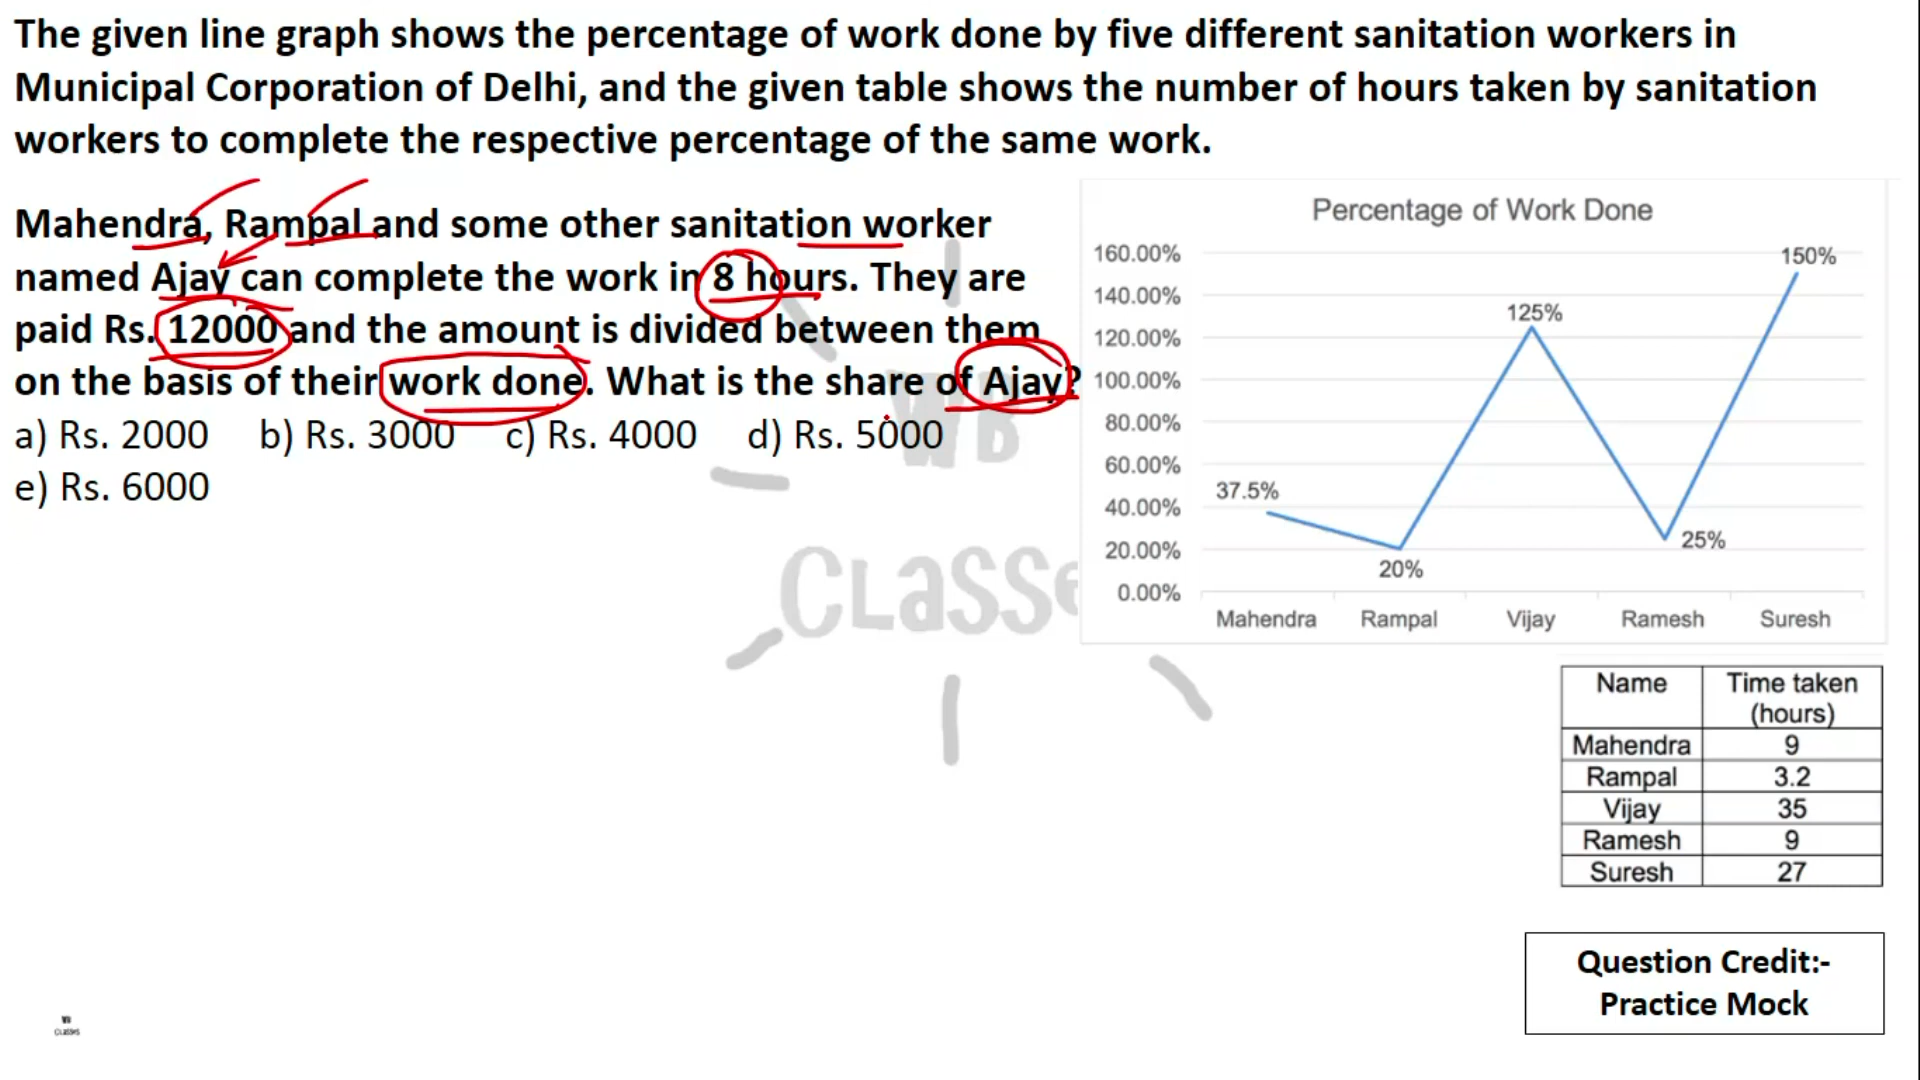 The given line graph shows the percentage of work done by five different sanitation workers in
Municipal Corporation of Delhi, and the given table shows the number of hours taken by sanitation
workers to complete the respective percentage of the same work.
Mahendra, Rampal and some other sanitation worker
named Ajay can complete the work in 8 hours. They are
paid Rs. 12000 and the amount is divided between them
on the basis of their work done. What is the share of Ajay?
a) Rs. 2000 b) Rs. 3000 c) Rs. 4000 d) Rs. 5000
e) Rs. 6000
WB
CLaSSe
Percentage of Work Done
160.00%
140.00%
120.00%
100.00%
80.00%
60.00%
40.00%
20.00%
0.00%
37.5%
20%
125%
25%
150%
Mahendra Rampal Vijay Ramesh Suresh
Name Time taken
(hours)
Mahendra 9
Rampal 3.2
Vijay 35
Ramesh 9
Suresh 27
Question Credit:-
Practice Mock
WB
CLaSSeS